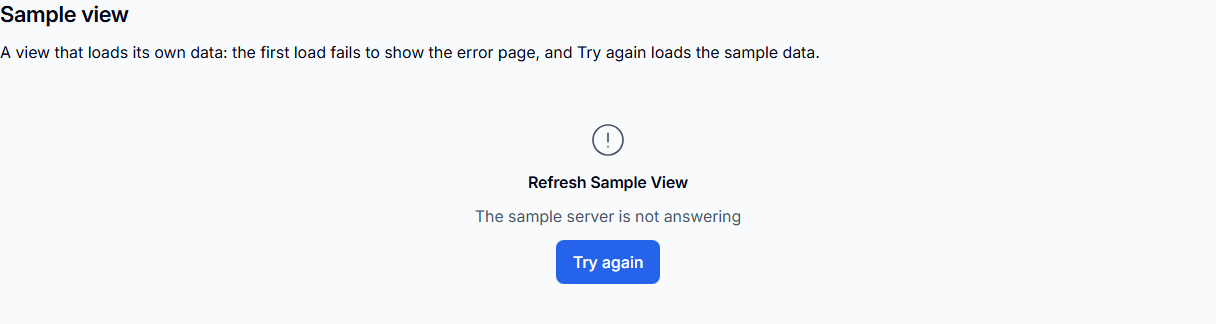 Sample view
A view that loads its own data: the first load fails to show the error page, and Try again loads the sample data.
Refresh Sample View
The sample server is not answering
Try again